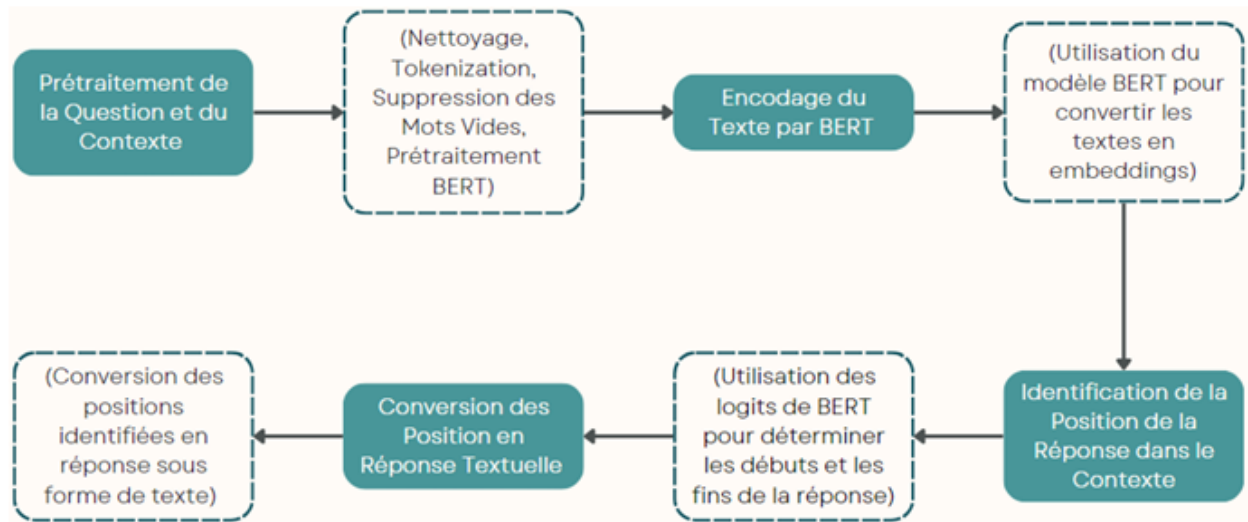 Prétraitement de
la Question et du
Contexte
(Nettoyage,
Tokenization,
Suppression des
Mots Vides,
Prétraitement
BERT)
Encodage du
Texte par BERT
(Utilisation du
modèle BERT pour
convertir les
textes en
embeddings)
Identification de la
Position de la
Réponse dans le
Contexte
(Utilisation des
logits de BERT
pour déterminer
les débuts et les
fins de la réponse)
Conversion des
Position en
Réponse Textuelle
(Conversion des
positions
identifiées en
réponse sous
forme de texte)